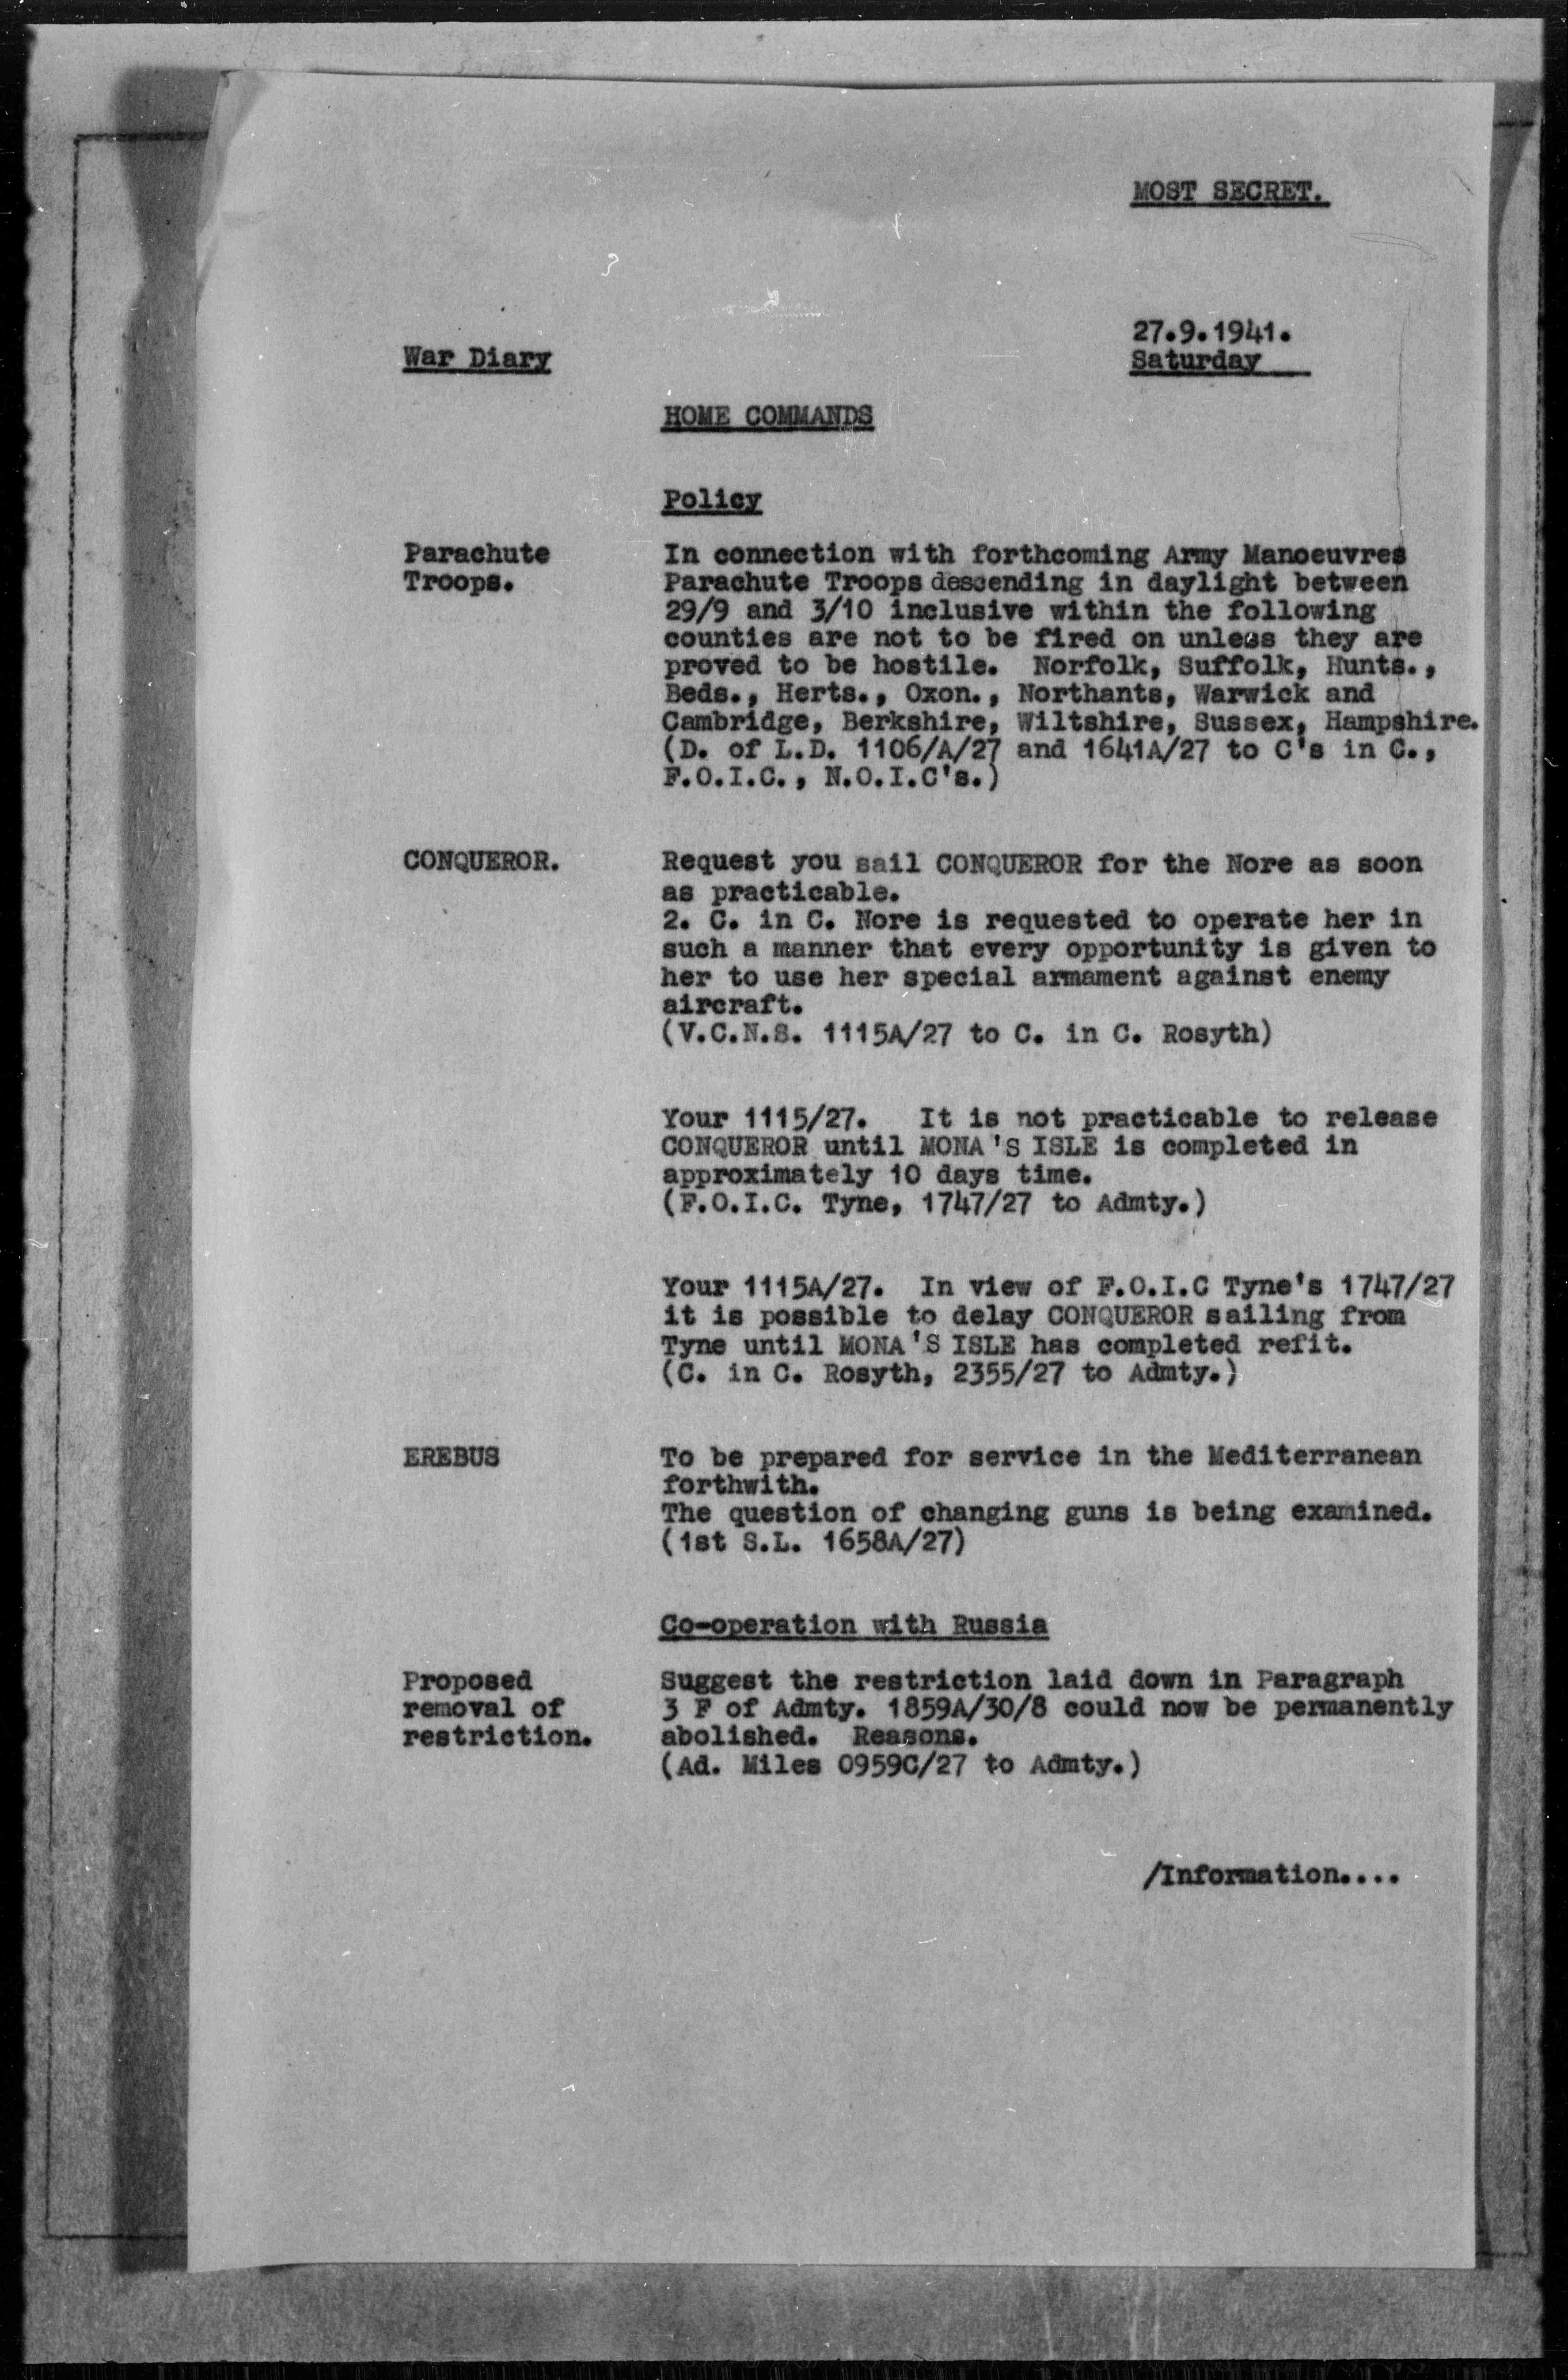 MOST SECRET.
27.9.1941.
War Diary
Saturday
HOME COMMANDS
Policy
Parachute
Troops.
In connection with forthcoming Army Manoeuvres
Parachute Troops descending in daylight between
29/9 and 3/10 inclusive within the following
counties are not to be fired on unless they are
proved to be hostile. Norfolk, Suffolk, Hunts.,
Beds., Herts., Oxon., Northants, Warwick and
Cambridge, Berkshire, Wiltshire, Sussex, Hampshire.
(D. of L.D. 1106/A/27 and 1641A/27 to C's in C.,
F.O.I.C., N.O.I.C's.)
CONQUEROR.
Request you sail CONQUEROR for the Nore as soon
as practicable.
2. C. in C. Nore is requested to operate her in
such a manner that every opportunity is given to
her to use her special armament against enemy
aircraft.
(V.C.N.S. 1115A/27 to C. in C. Rosyth)
Your 1115/27. It is not practicable to release
CONQUEROR until MONA'S ISLE is completed in
approximately 10 days time.
(F.O.I.C. Tyne, 1747/27 to Admty.)
Your 1115A/27. In view of F.O.I.C Tyne's 1747/27
it is possible to delay CONQUEROR sailing from
Tyne until MONA'S ISLE has completed refit.
(C. in C. Rosyth, 2355/27 to Admty.)
EREBUS
To be prepared for service in the Mediterranean
forthwith.
The question of changing guns is being examined.
(1st S.L. 1658A/27)
Co-operation with Russia
Proposed
removal of
restriction.
Suggest the restriction laid down in Paragraph
3 F of Admty. 1859A/30/8 could now be permanently
abolished. Reasons.
(Ad. Miles 0959C/27 to Admty.)
/Information....